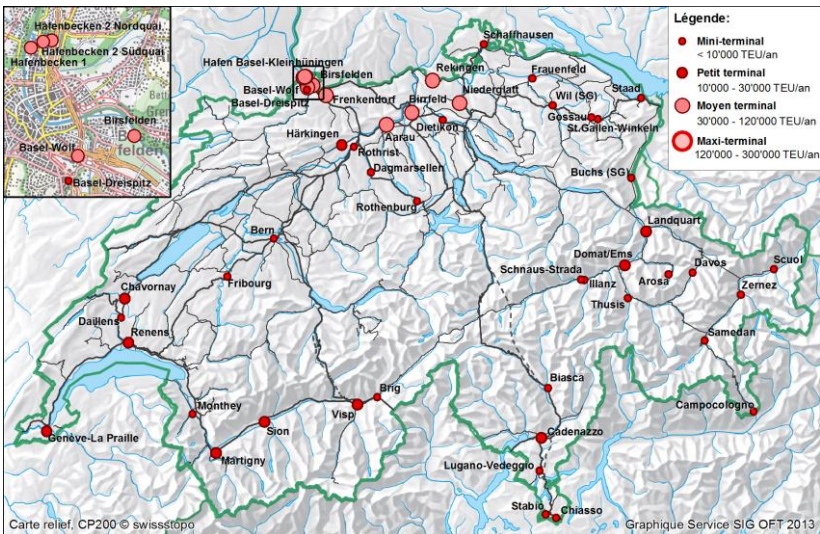 Hafenbecken 2 Nordquai
Hafenbecken 2 Südquai
Hafenbecken 1
Birsfelden
Basel-Wolf
Basel-Dreispitz
Légende:
Mini-terminal
< 10'000 TEU/an
Petit terminal
10'000 - 30'000 TEU/an
Moyen terminal
30'000 - 120'000 TEU/an
Maxi-terminal
120'000 - 300'000 TEU/an
Schaffhausen
Hafen Basel-Kleinhüningen
Birsfelden
Rekingen
Basel-Wolf
Basel-Dreispitz
Frenkendorf
Birrfeld
Niederglatt
Frauenfeld
Wil (SG)
Staad
Gossau
St.Gallen-Winkeln
Härkingen
Aarau
Dietikon
Rothrist
Dagmarsellen
Buchs (SG)
Rothenburg
Landquart
Bern
Domat/Ems
Schnaus-Strada
Ilanz
Arosa
Davos
Scuol
Fribourg
Chavornay
Thusis
Zernez
Daillens
Renens
Samedan
Biasca
Brig
Monthey
Visp
Campocologno
Sion
Genève-La Praille
Cadenazzo
Martigny
Lugano-Vedeggio
Stabio
Chiasso
Carte relief, CP200 © swissstopo
Graphique Service SIG OFT 2013